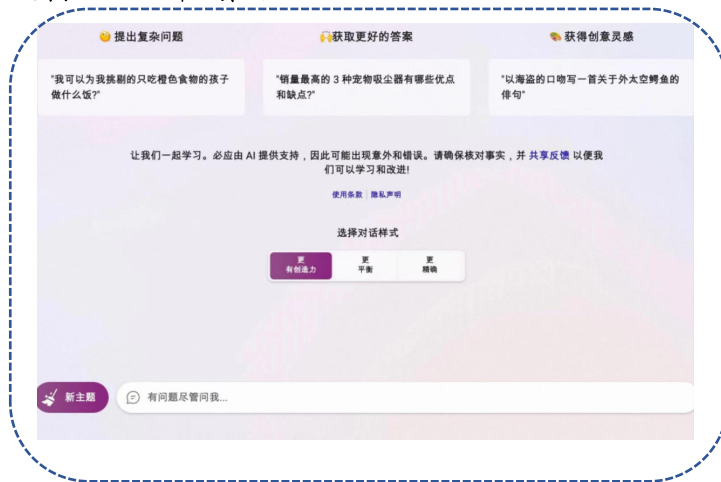 提出复杂问题
获取更好的答案
获得创意灵感
"我可以为我挑剔的只吃橙色食物的孩子
做什么饭?"
"销量最高的 3 种宠物吸尘器有哪些优点
和缺点?"
"以海盗的口吻写一首关于外太空鳄鱼的
俳句"
让我们一起学习。必应由 AI 提供支持，因此可能出现意外和错误。请确保核对事实，并 共享反馈 以便我
们可以学习和改进!
使用条款 隐私声明
选择对话样式
更
有创造力
更
平衡
更
精确
新主题
有问题尽管问我...